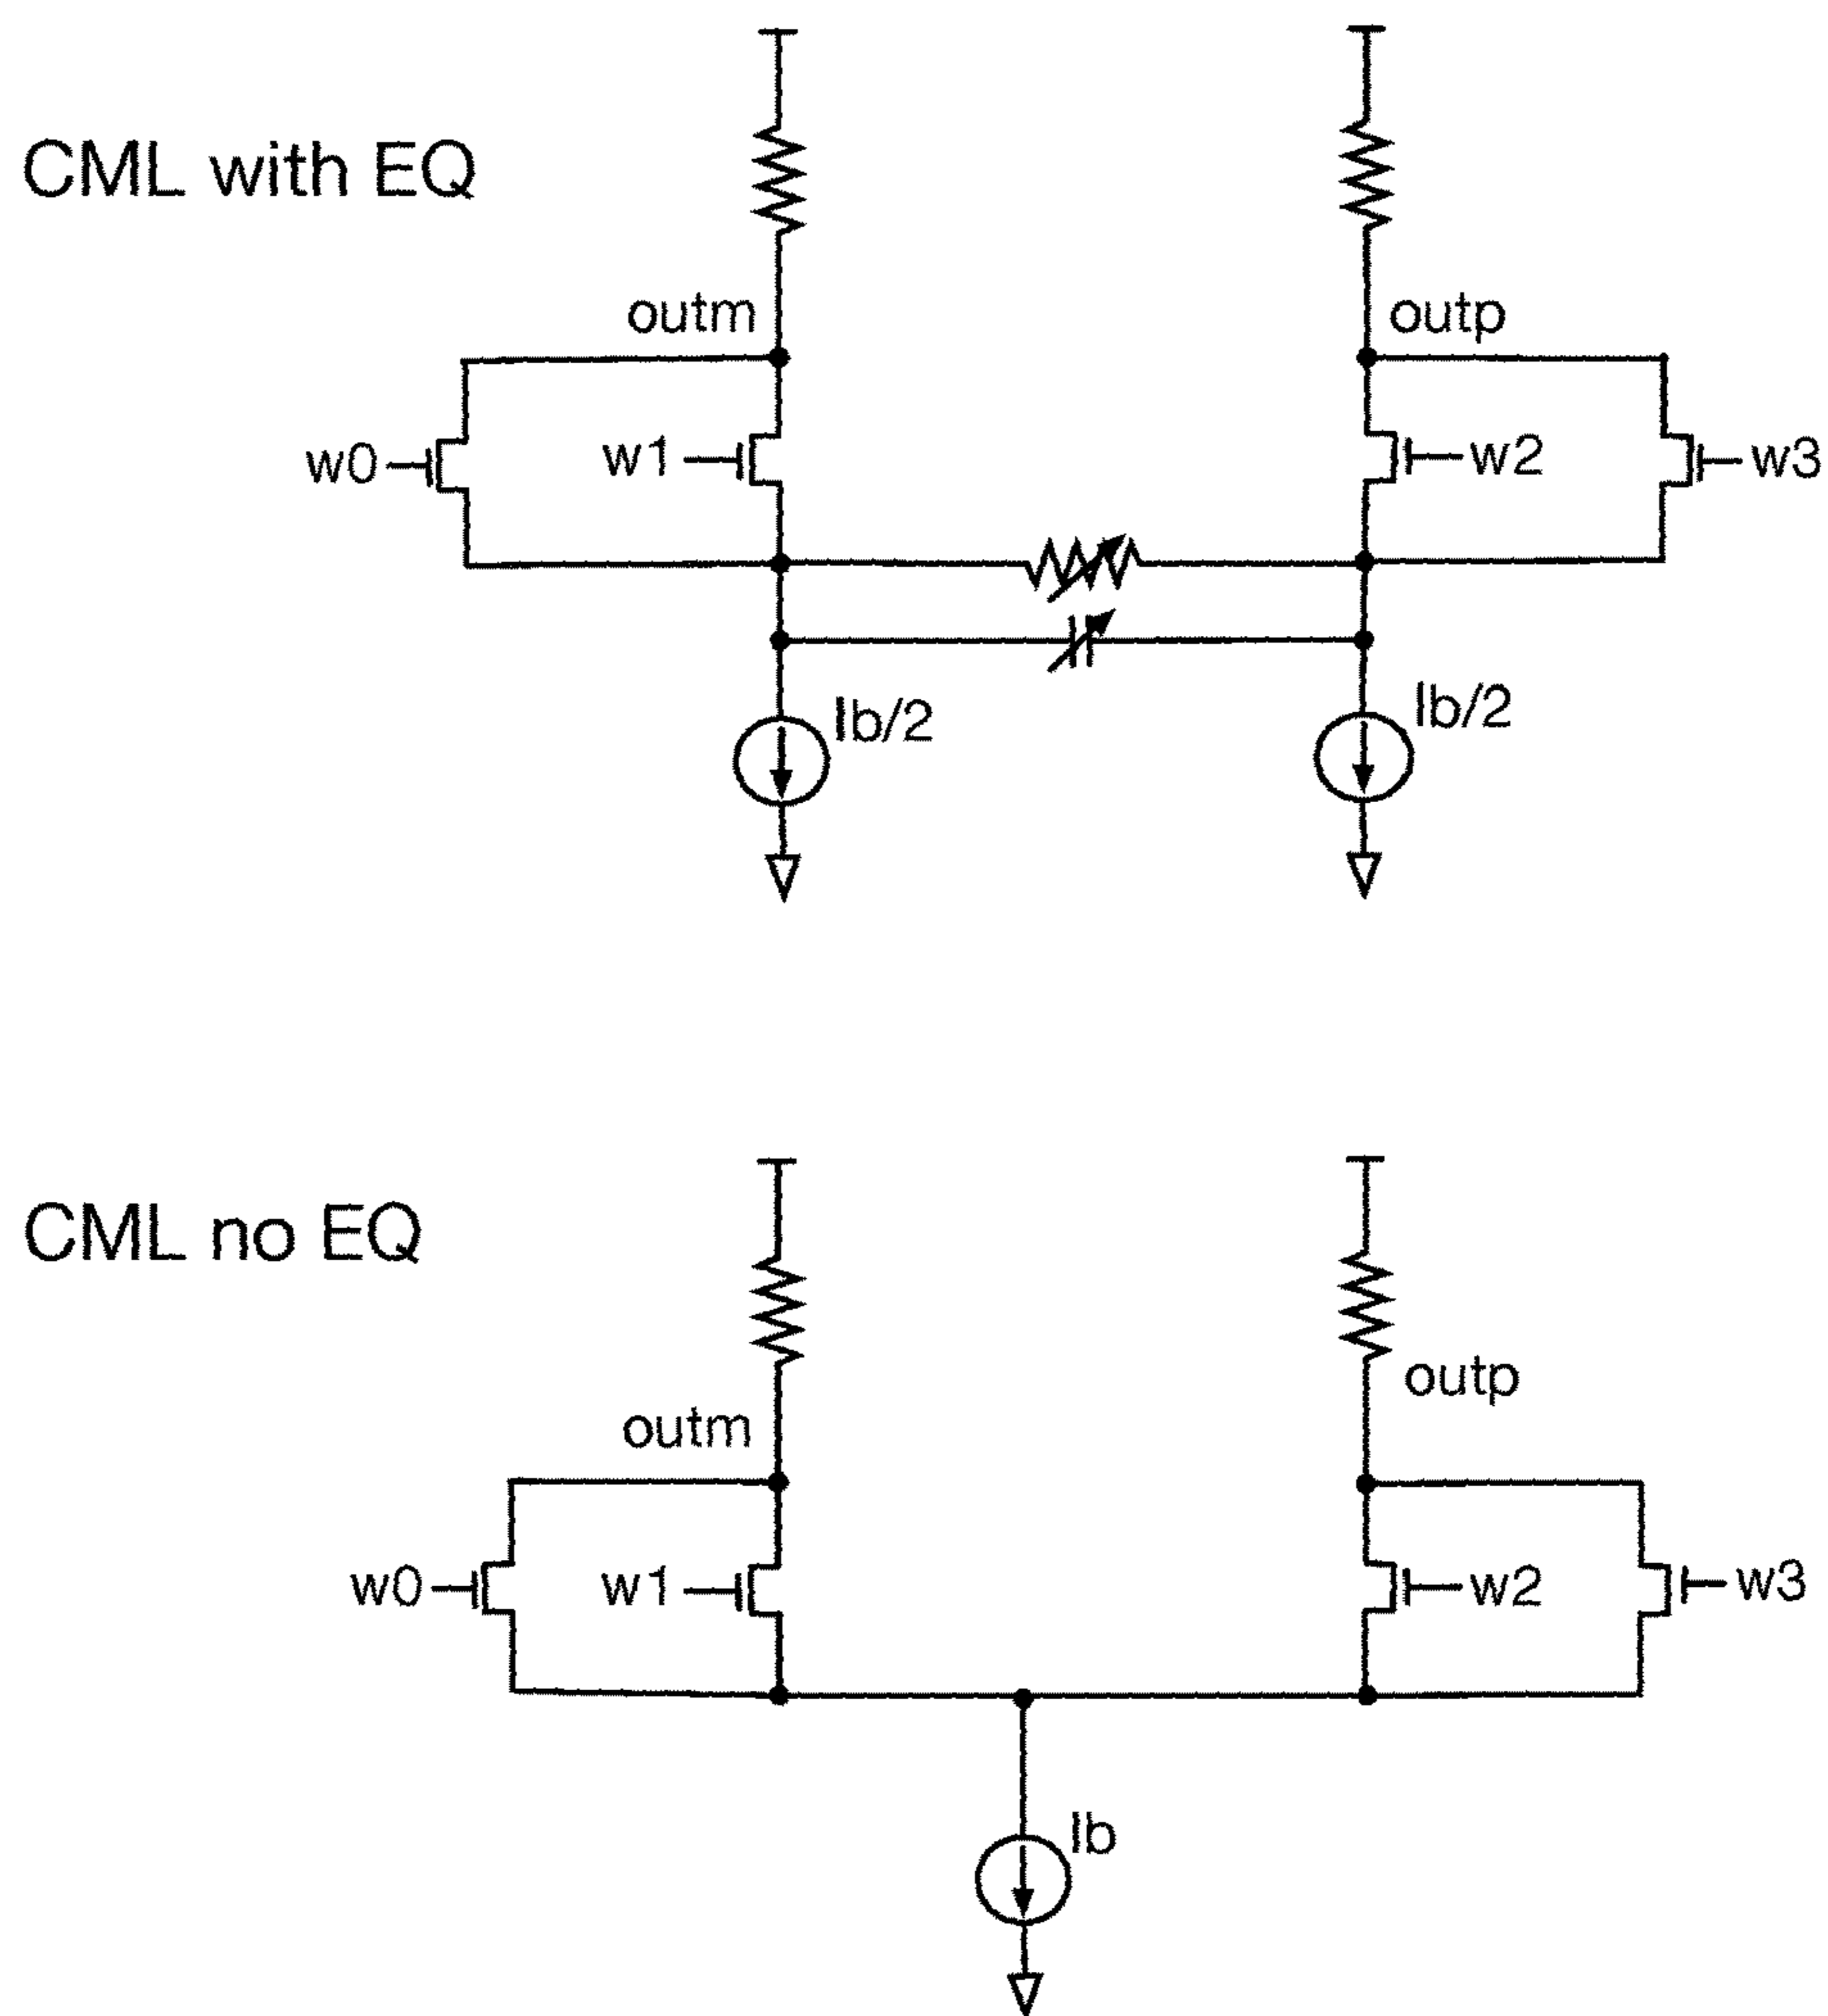 CML with EQ
outm
outp
w0
w1
w2
w3
Ib/2
Ib/2
CML no EQ
outp
outm
w0
w1
w2
w3
Ib